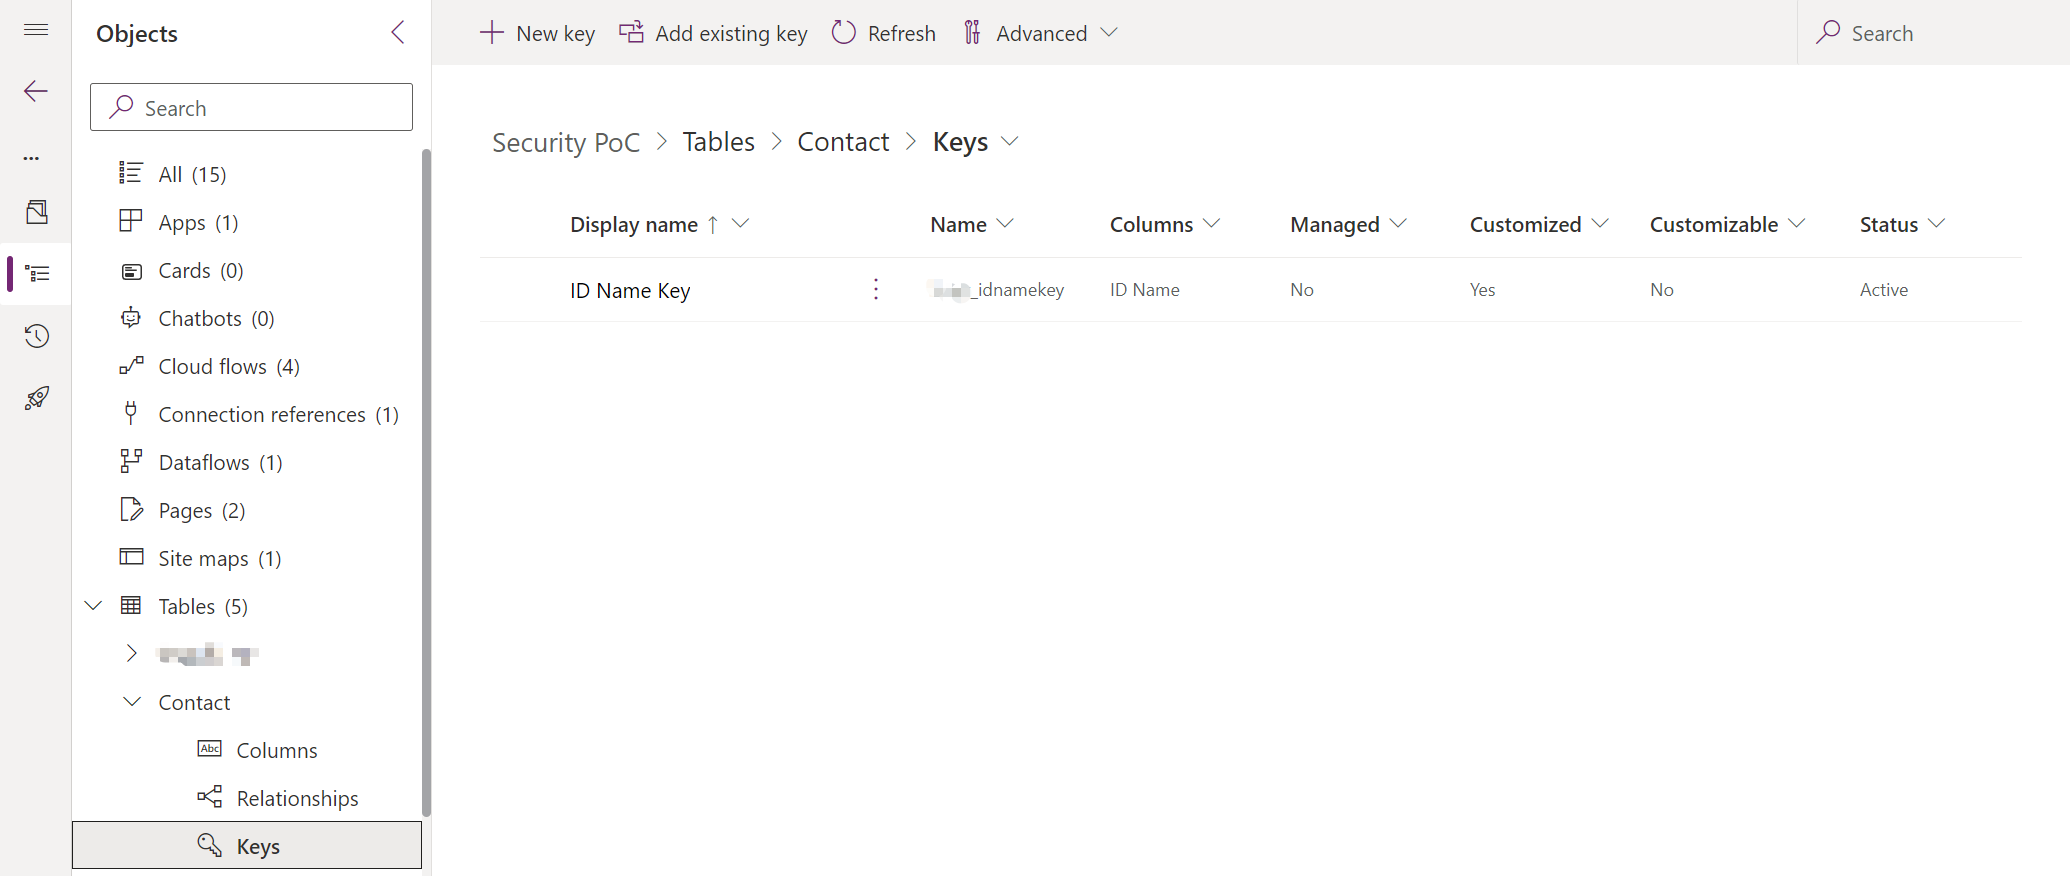 Objects
Search
All (15)
Apps (1)
Cards (0)
Chatbots (0)
Cloud flows (4)
Connection references (1)
Dataflows (1)
Pages (2)
Site maps (1)
Tables (5)
Contact
Abc Columns
Relationships
Keys
New key Add existing key Refresh Advanced Search
Security PoC > Tables > Contact > Keys
Display name ↑ Name Columns Managed Customized Customizable Status
ID Name Key _idnamekey ID Name No Yes No Active